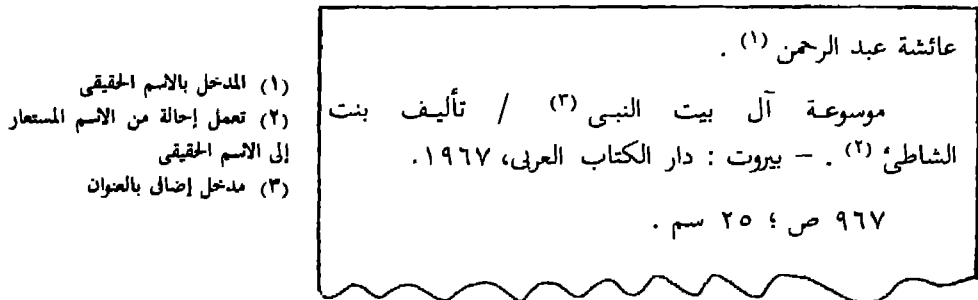 عائشة عبد الرحمن (١) .
موسوعة آل بيت النبى (٣) / تأليف بنت
الشاطئ (٢) . – بيروت : دار الكتاب العربى، ١٩٦٧.
٩٦٧ ص ؛ ٢٥ سم .
(١) المدخل بالاسم الحقيقى
(٢) تعمل إحالة من الاسم المستعار
إلى الاسم الحقيقى
(٣) مدخل إضافى بالعنوان